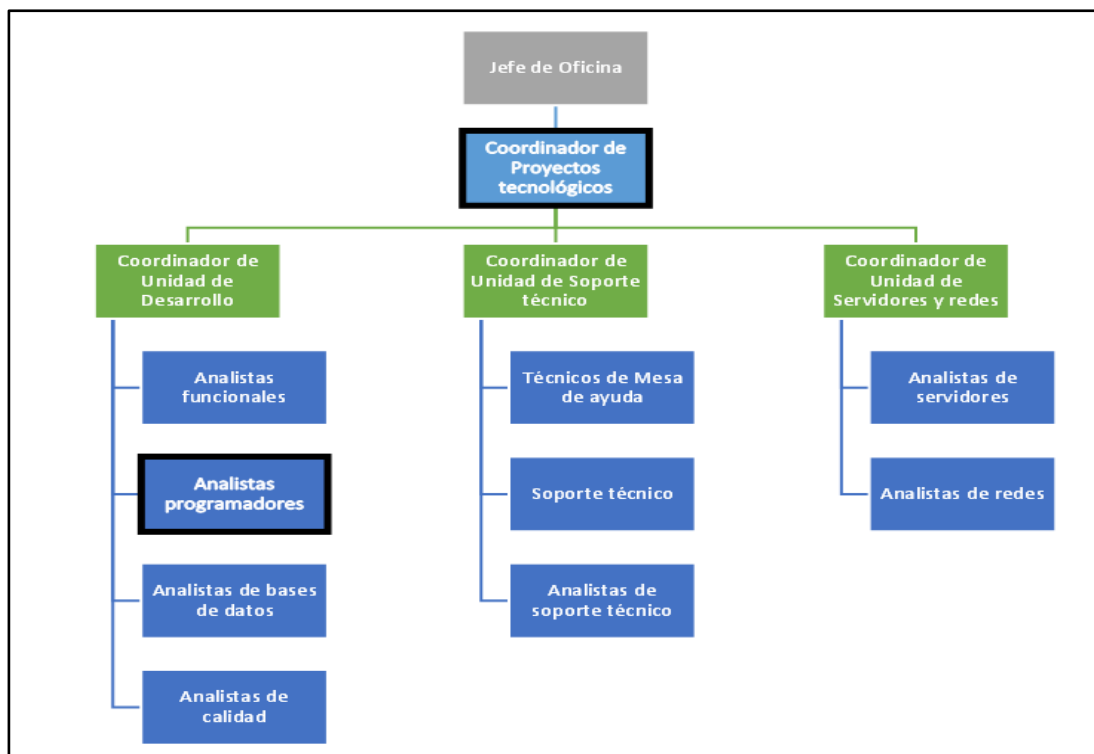 Jefe de Oficina
Coordinador de
Proyectos
tecnológicos
Coordinador de
Unidad de
Desarrollo
Coordinador de
Unidad de Soporte
técnico
Coordinador de
Unidad de
Servidores y redes
Analistas
funcionales
Técnicos de Mesa
de ayuda
Analistas de
servidores
Analistas
programadores
Soporte técnico
Analistas de redes
Analistas de bases
de datos
Analistas de
soporte técnico
Analistas de
calidad